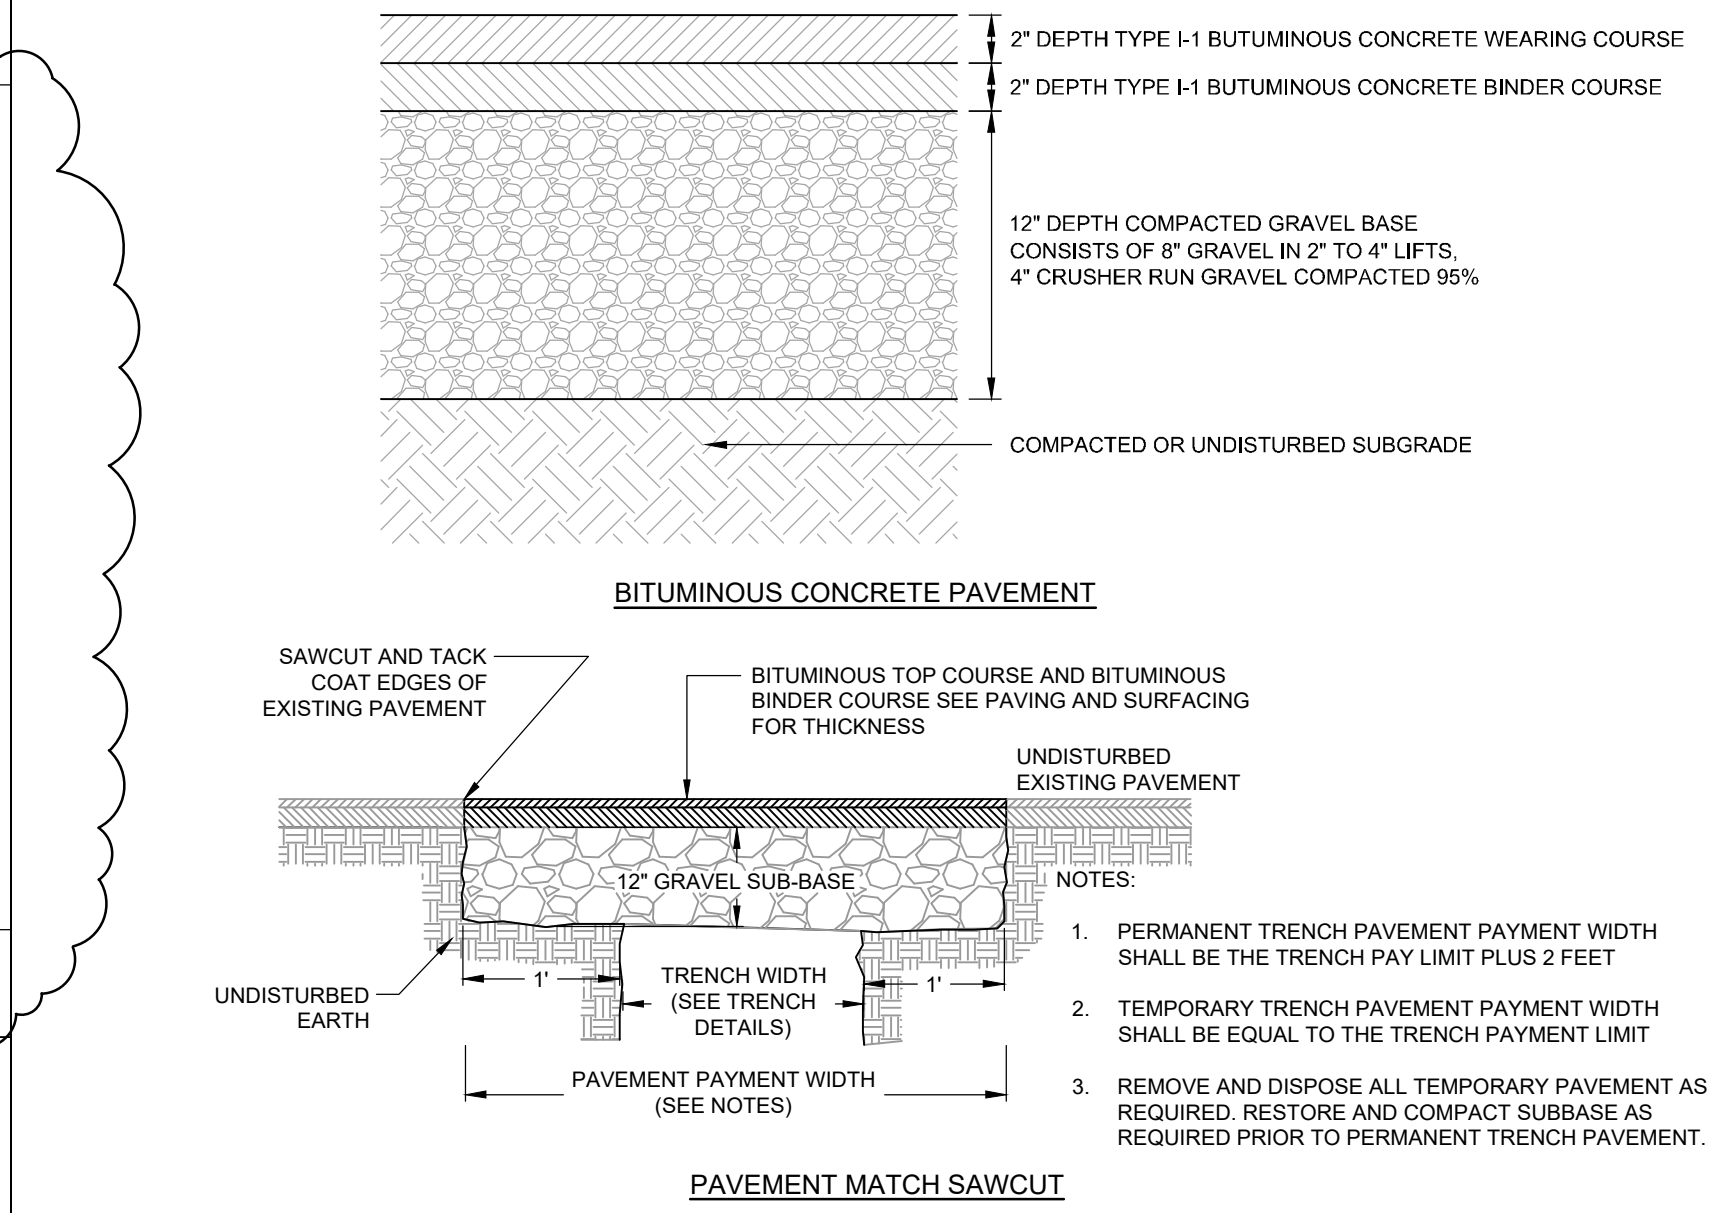 2" DEPTH TYPE I-1 BUTUMINOUS CONCRETE WEARING COURSE
2" DEPTH TYPE I-1 BUTUMINOUS CONCRETE BINDER COURSE
12" DEPTH COMPACTED GRAVEL BASE
CONSISTS OF 8" GRAVEL IN 2" TO 4" LIFTS,
4" CRUSHER RUN GRAVEL COMPACTED 95%
COMPACTED OR UNDISTURBED SUBGRADE
BITUMINOUS CONCRETE PAVEMENT
SAWCUT AND TACK
COAT EDGES OF
EXISTING PAVEMENT
BITUMINOUS TOP COURSE AND BITUMINOUS
BINDER COURSE SEE PAVING AND SURFACING
FOR THICKNESS
UNDISTURBED
EXISTING PAVEMENT
12" GRAVEL SUB-BASE
1'
TRENCH WIDTH
(SEE TRENCH
DETAILS)
1'
UNDISTURBED
EARTH
PAVEMENT PAYMENT WIDTH
(SEE NOTES)
NOTES:
1. PERMANENT TRENCH PAVEMENT PAYMENT WIDTH
SHALL BE THE TRENCH PAY LIMIT PLUS 2 FEET
2. TEMPORARY TRENCH PAVEMENT PAYMENT WIDTH
SHALL BE EQUAL TO THE TRENCH PAYMENT LIMIT
3. REMOVE AND DISPOSE ALL TEMPORARY PAVEMENT AS
REQUIRED. RESTORE AND COMPACT SUBBASE AS
REQUIRED PRIOR TO PERMANENT TRENCH PAVEMENT.
PAVEMENT MATCH SAWCUT